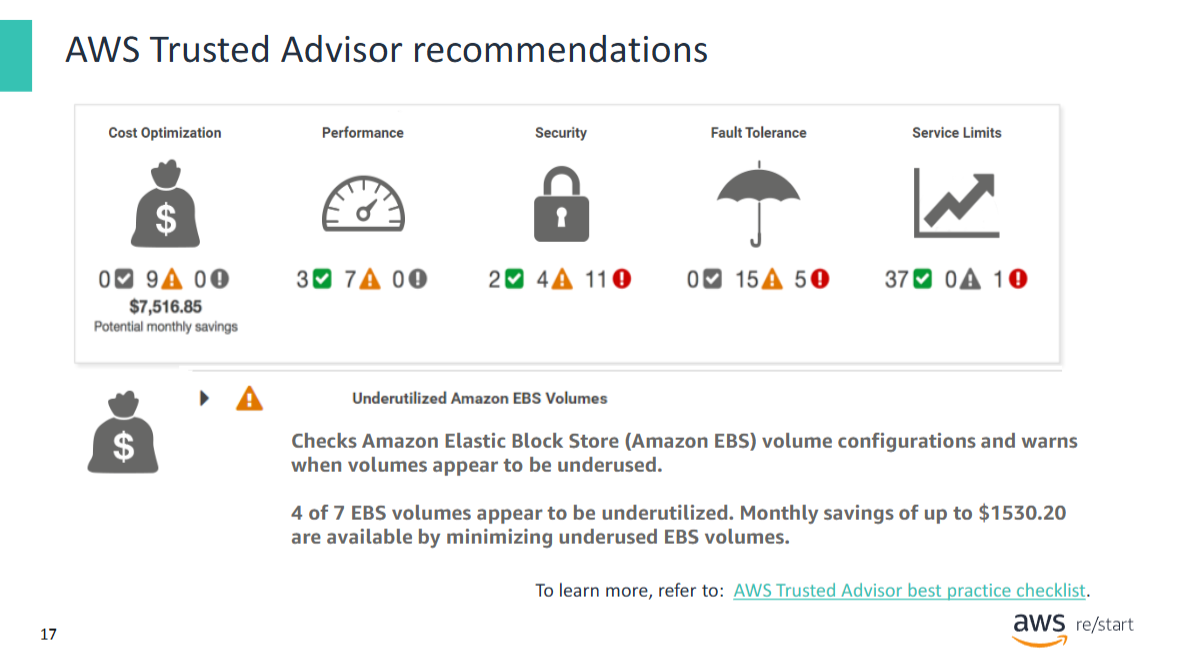 AWS Trusted Advisor recommendations
Cost Optimization Performance Security Fault Tolerance Service Limits
$
0 9 0 3 7 0 2 4 11 0 15 5 37 0 1
$7,516.85
Potential monthly savings
Underutilized Amazon EBS Volumes
$
Checks Amazon Elastic Block Store (Amazon EBS) volume configurations and warns
when volumes appear to be underused.
4 of 7 EBS volumes appear to be underutilized. Monthly savings of up to $1530.20
are available by minimizing underused EBS volumes.
To learn more, refer to: AWS Trusted Advisor best practice checklist.
17
aws re/start